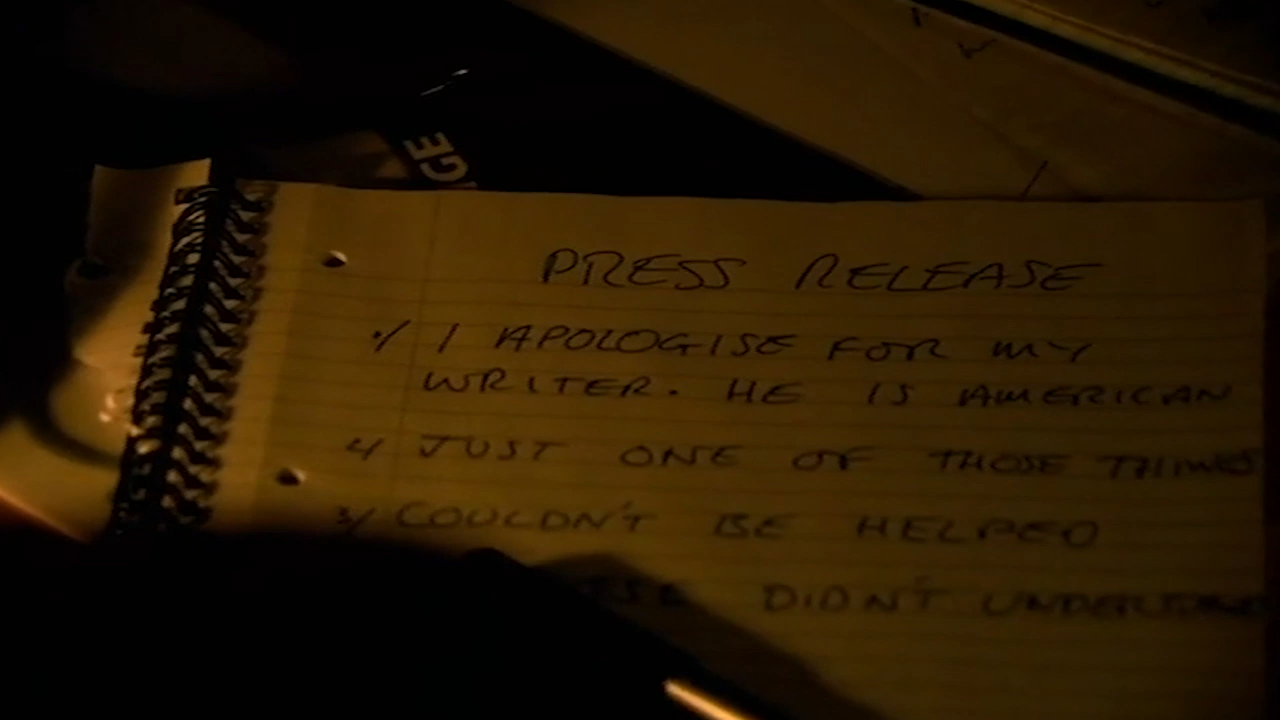 GE
PRESS RELEASE
1/ I APOLOGISE FOR MY
WRITER. HE IS AMERICAN
2/ JUST ONE OF THOSE THINGS
3/ COULDN'T BE HELPED
DIDN'T